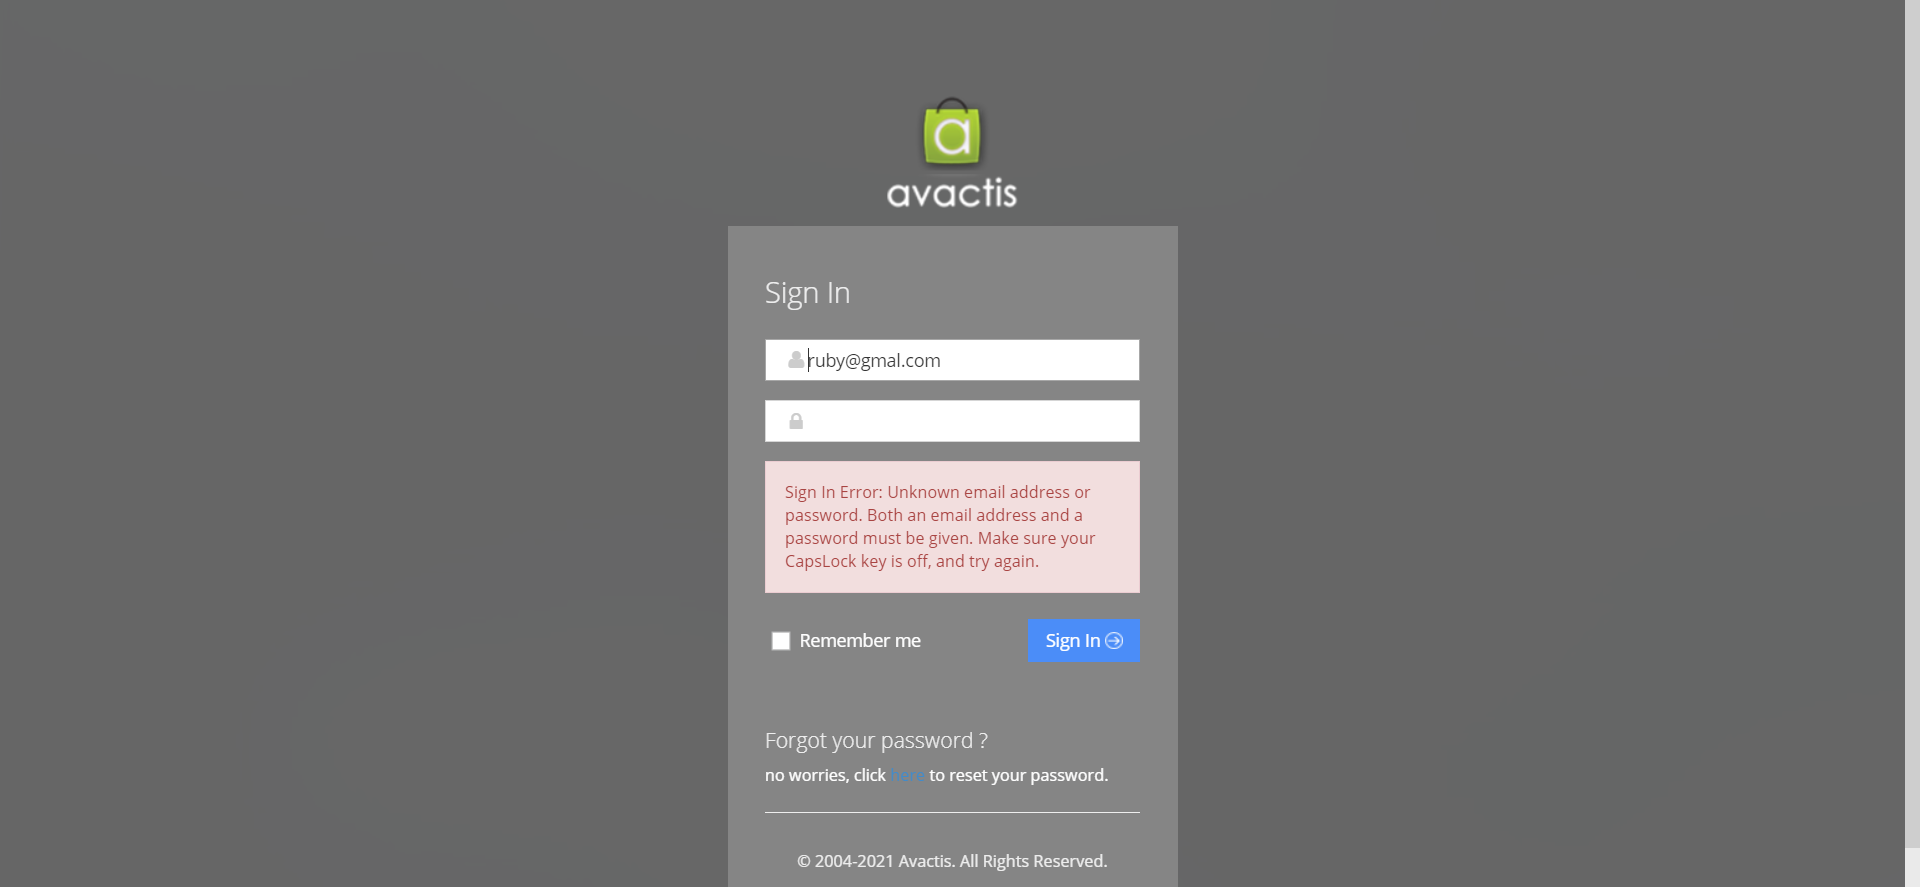 a
avactis
Sign In
ruby@gmal.com
Sign In Error: Unknown email address or
password. Both an email address and a
password must be given. Make sure your
CapsLock key is off, and try again.
Remember me
Sign In
Forgot your password ?
no worries, click here to reset your password.
© 2004-2021 Avactis. All Rights Reserved.